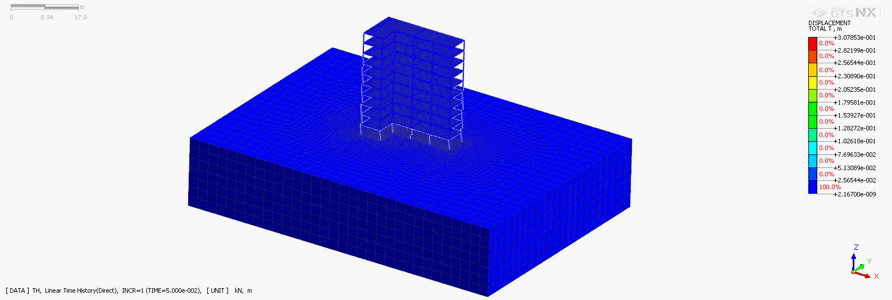 m
0 8.94 17.9
GTS NX
DISPLACEMENT
TOTAL T , m
+3.07853e-001
0.0%
+2.82199e-001
0.0%
+2.56544e-001
0.0%
+2.30890e-001
0.0%
+2.05235e-001
0.0%
+1.79581e-001
0.0%
+1.53927e-001
0.0%
+1.28272e-001
0.0%
+1.02618e-001
0.0%
+7.69633e-002
0.0%
+5.13089e-002
0.0%
+2.56544e-002
100.0%
+2.16700e-009
Z
Y
X
[ DATA ] TH, Linear Time History(Direct), INCR=1 (TIME=5.000e-002), [ UNIT ] kN, m